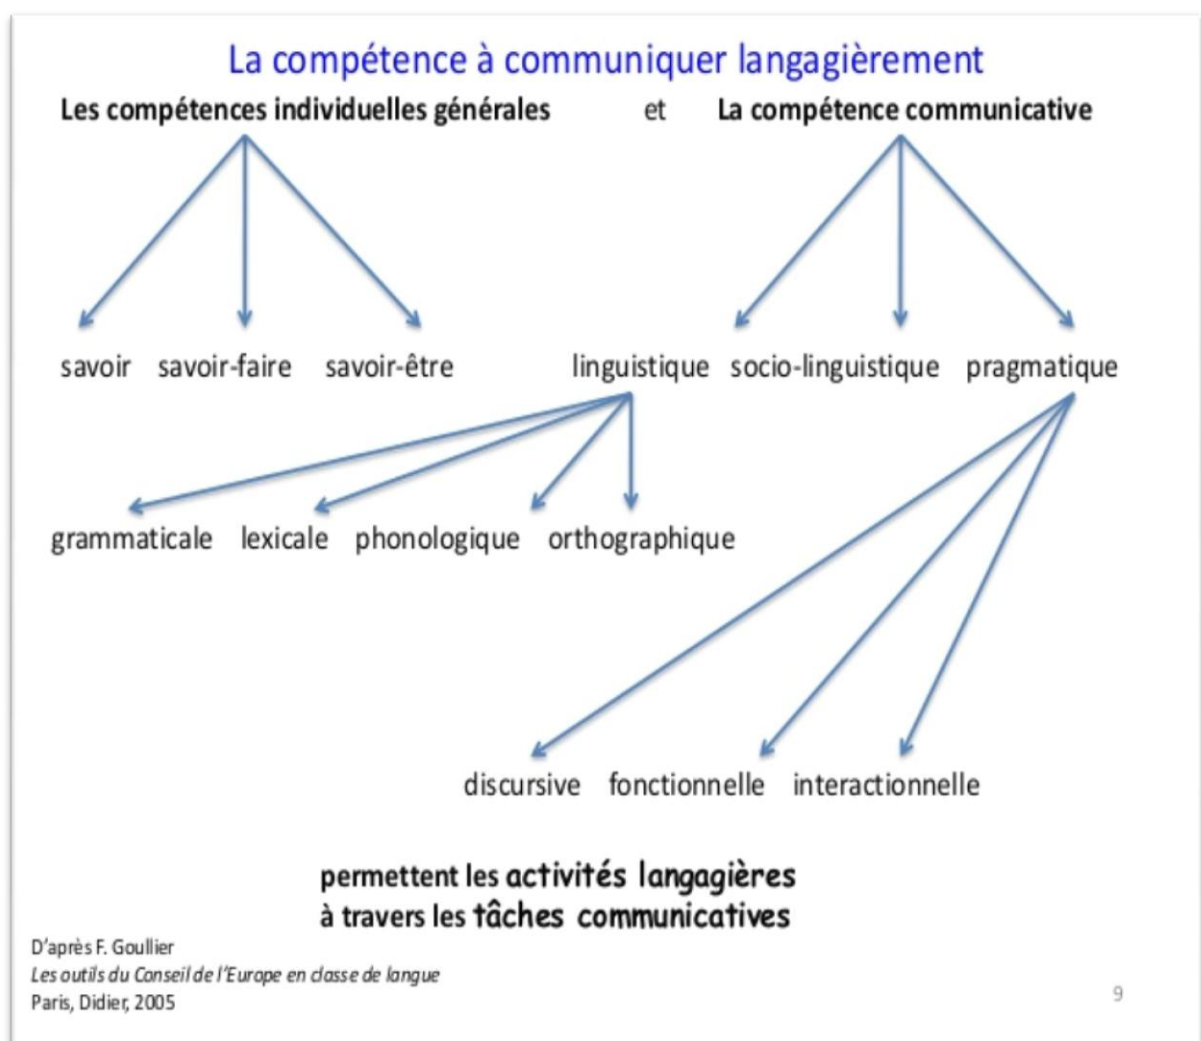 La compétence à communiquer langagièrement
Les compétences individuelles générales et La compétence communicative
savoir savoir-faire savoir-être linguistique socio-linguistique pragmatique
grammaticale lexicale phonologique orthographique
discursive fonctionnelle interactionnelle
permettent les activités langagières
à travers les tâches communicatives
D'après F. Goullier
Les outils du Conseil de l'Europe en classe de langue
Paris, Didier, 2005
9